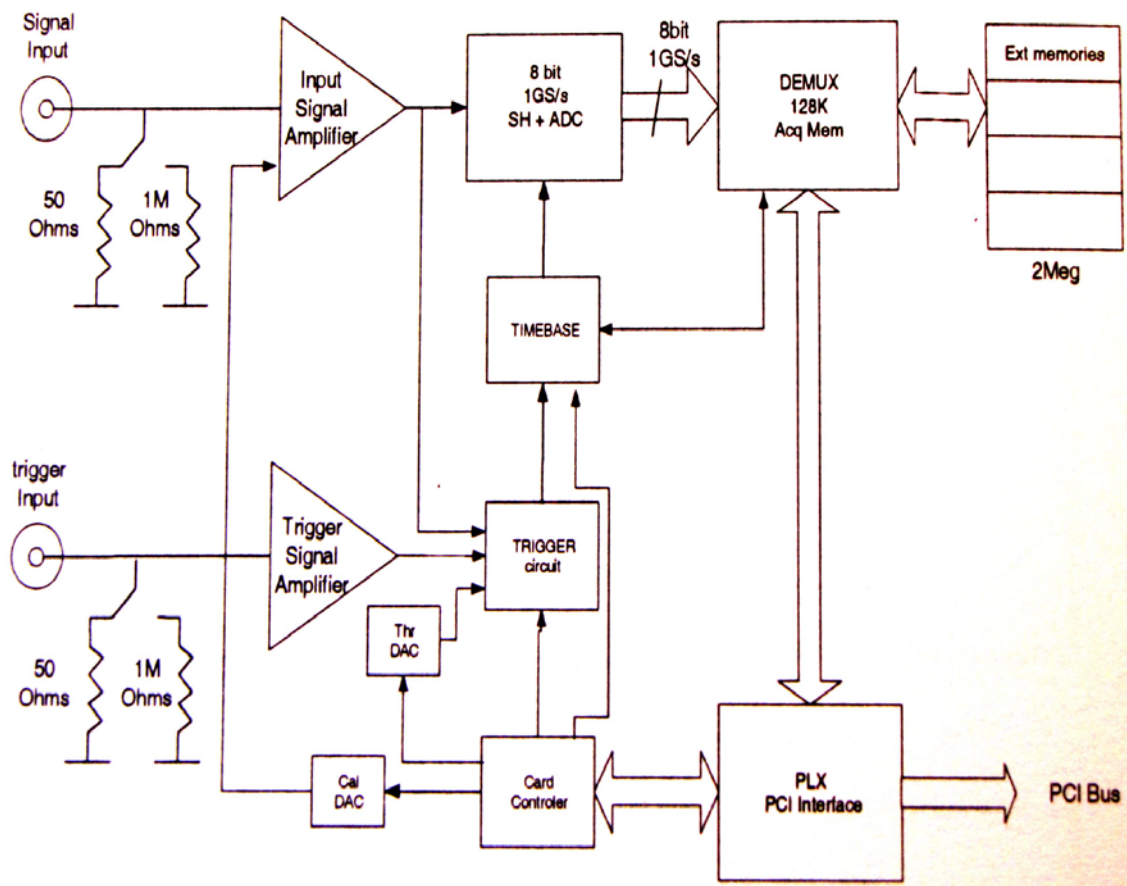 Signal
Input
Input
Signal
Amplifier
8 bit
1GS/s
SH + ADC
8bit
1GS/s
DEMUX
128K
Acq Mem
Ext memories
2Meg
50
Ohms
1M
Ohms
TIMEBASE
trigger
Input
Trigger
Signal
Amplifier
TRIGGER
circuit
Thr
DAC
50
Ohms
1M
Ohms
Cal
DAC
Card
Controler
PLX
PCI Interface
PCI Bus